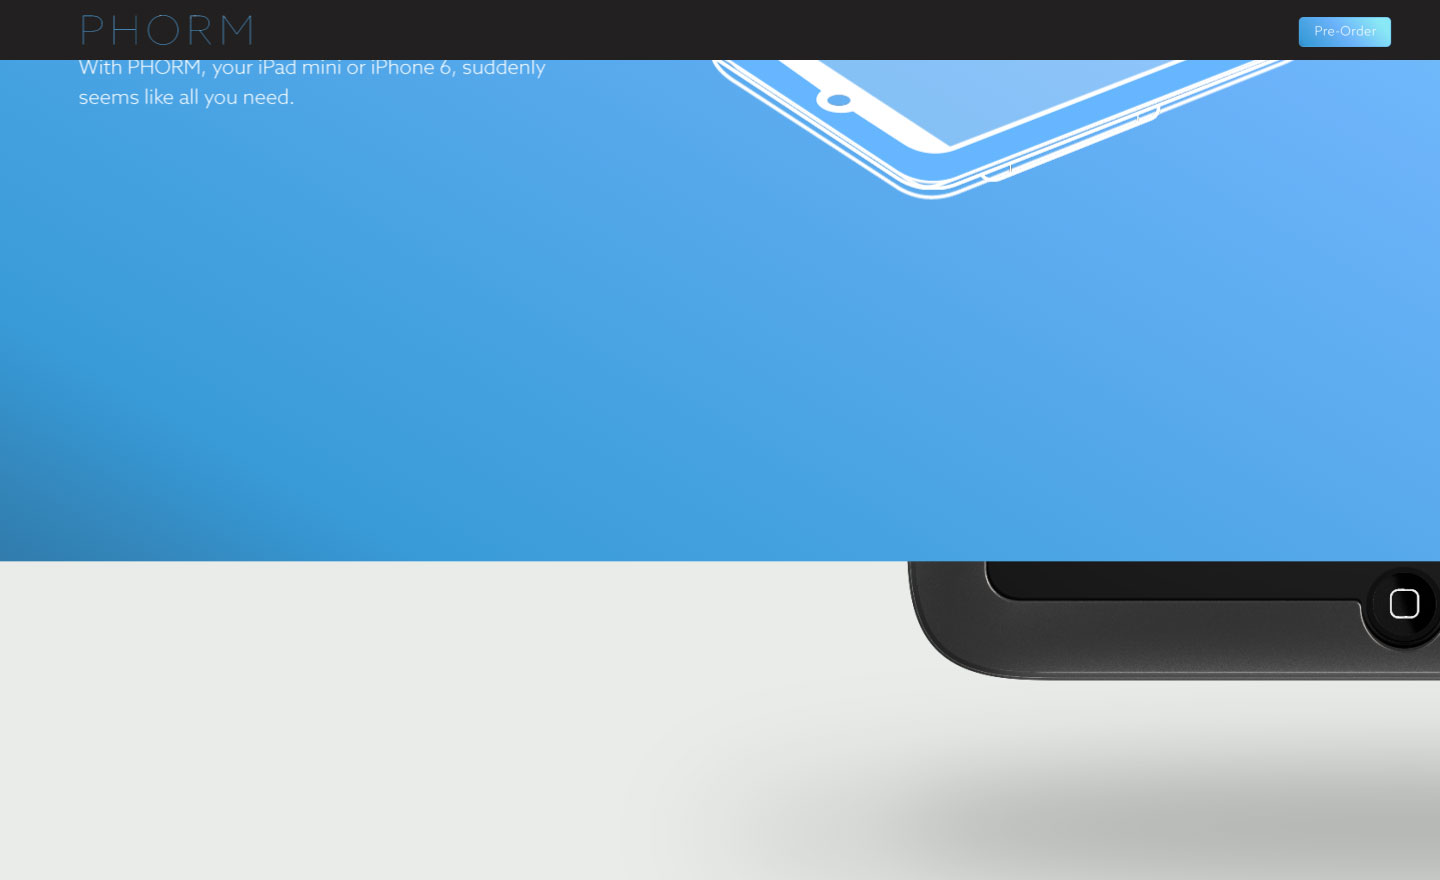 PHORM
Pre-Order
With PHORM, your iPad mini or iPhone 6, suddenly
seems like all you need.